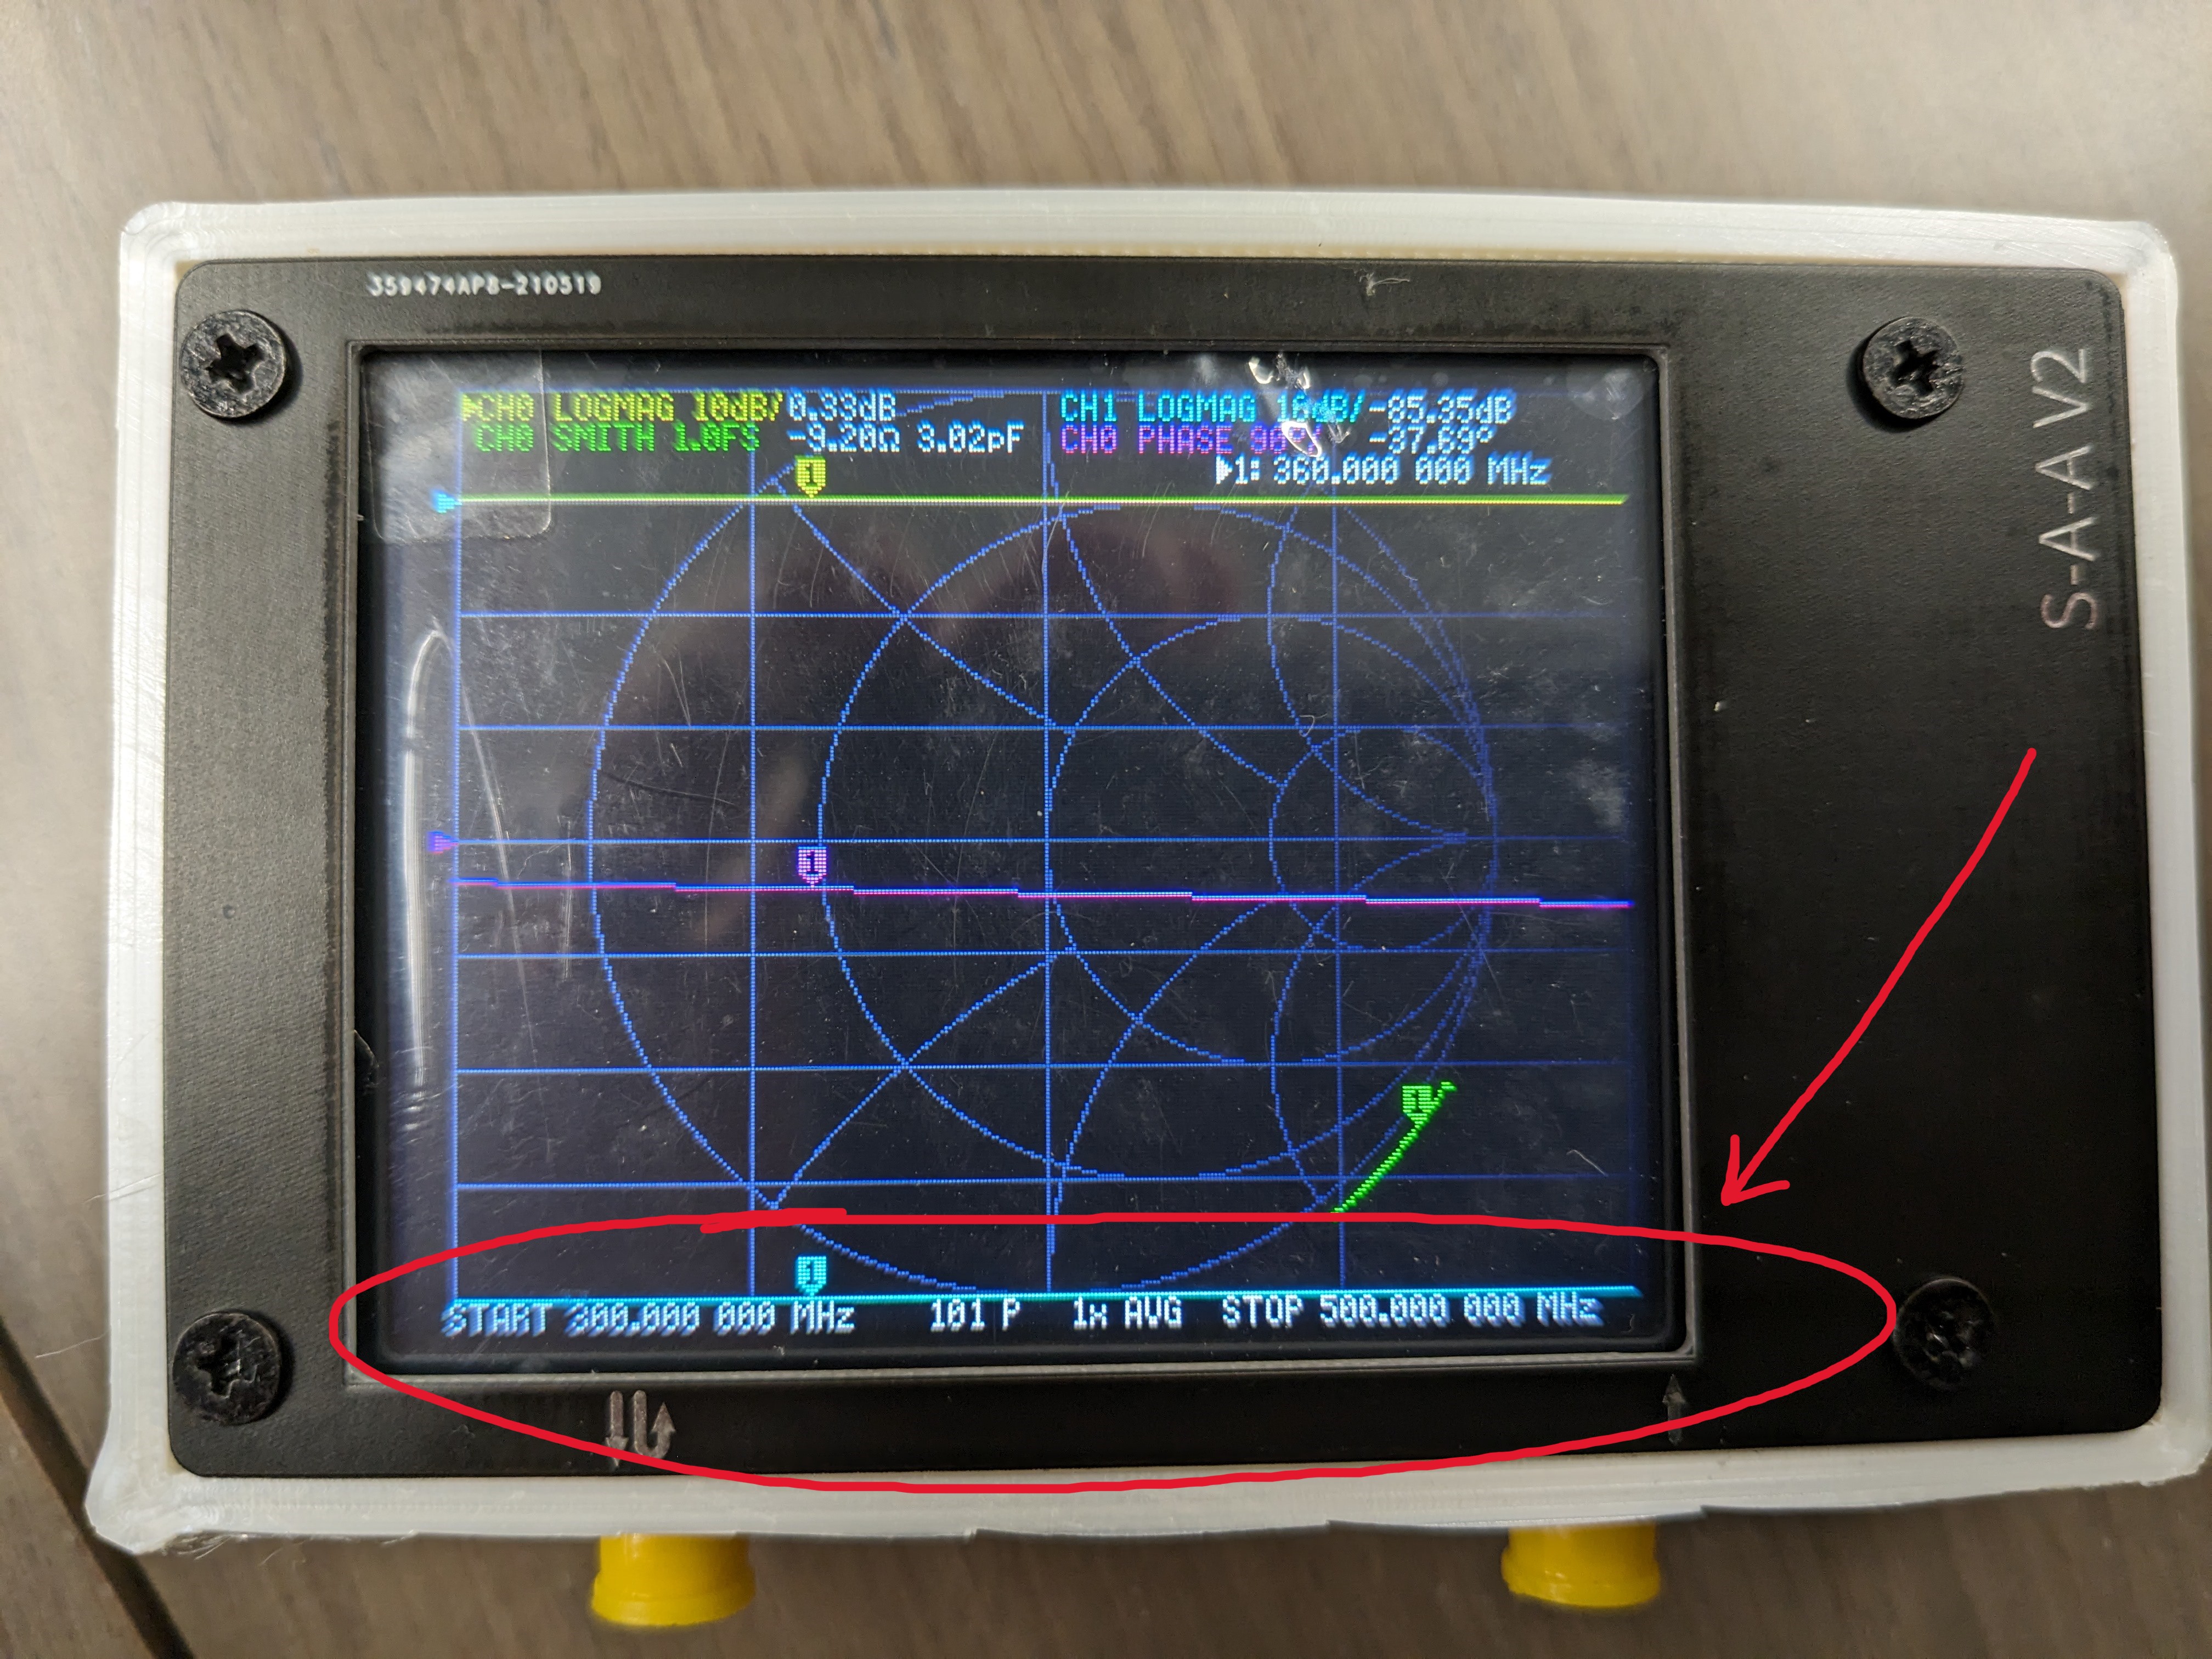 359474AP8-210519
CH0 LOGMAG 10dB/0.33dB CH1 LOGMAG 10dB/-85.35dB
CH0 SMITH 1.0FS -9.20Ω 3.02pF CH0 PHASE -37.69°
1: 360.000 000 MHz
1
1
1
1
START 300.000 000 MHz 101 P 1x AVG STOP 500.000 000 MHz
S-A-A V2